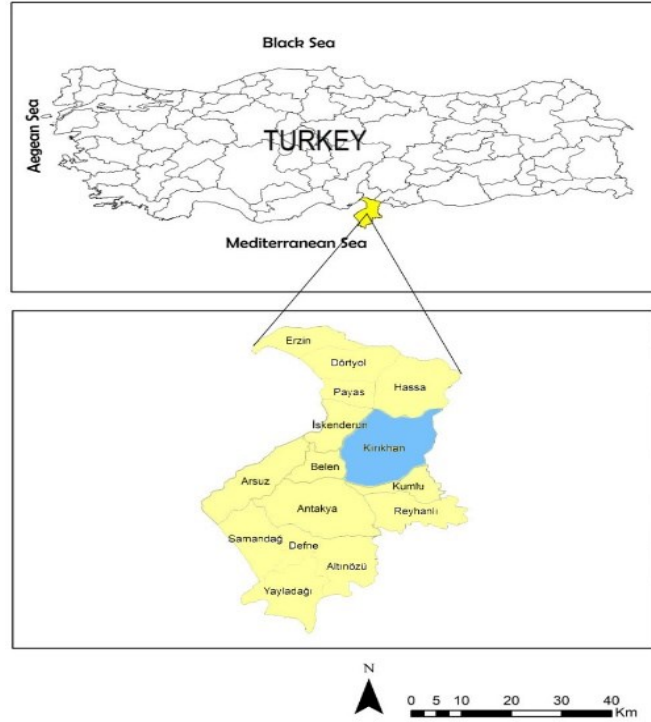 Black Sea
Aegean Sea
TURKEY
Mediterranean Sea
Erzin
Dörtyol
Payas
Hassa
İskenderun
Kırıkhan
Belen
Arsuz
Kumlu
Antakya
Reyhanlı
Samandağ
Defne
Altınözü
Yayladağı
N
0 5 10 20 30 40
Km